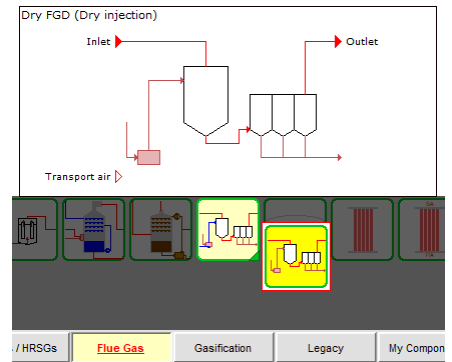 Dry FGD (Dry injection)
Inlet
Outlet
Transport air
/ HRSGs
Flue Gas
Gasification
Legacy
My Compon